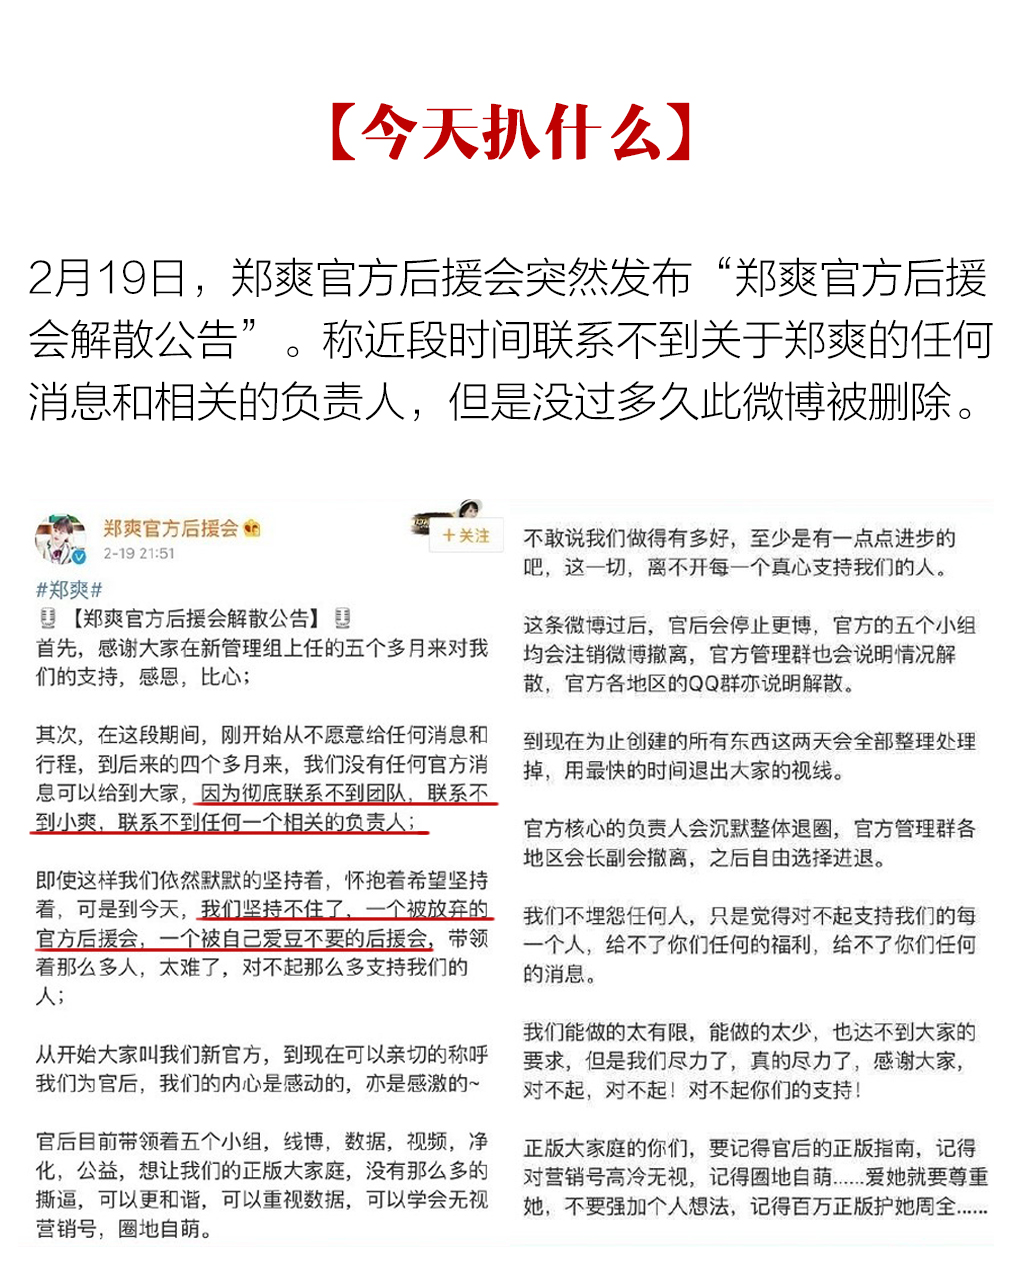 【今天扒什么】
2月19日，郑爽官方后援会突然发布“郑爽官方后援
会解散公告”。称近段时间联系不到关于郑爽的任何
消息和相关的负责人，但是没过多久此微博被删除。
郑爽官方后援会
2-19 21:51
+关注
#郑爽#
【郑爽官方后援会解散公告】
首先，感谢大家在新管理组上任的五个多月来对我
们的支持，感恩，比心；
其次，在这段期间，刚开始从不愿意给任何消息和
行程，到后来的四个多月来，我们没有任何官方消
息可以给到大家，因为彻底联系不到团队，联系不
到小爽，联系不到任何一个相关的负责人；
即使这样我们依然默默的坚持着，怀抱着希望坚持
着，可是到今天，我们坚持不住了，一个被放弃的
官方后援会，一个被自己爱豆不要的后援会，带领
着那么多人，太难了，对不起那么多支持我们的
人；
从开始大家叫我们新官方，到现在可以亲切的称呼
我们为官后，我们的内心是感动的，亦是感激的~
官后目前带领着五个小组，线博，数据，视频，净
化，公益，想让我们的正版大家庭，没有那么多的
撕逼，可以更和谐，可以重视数据，可以学会无视
营销号，圈地自萌。
不敢说我们做得有多好，至少是有一点点进步的
吧，这一切，离不开每一个真心支持我们的人。
这条微博过后，官后会停止更博，官方的五个小组
均会注销微博撤离，官方管理群也会说明情况解
散，官方各地区的QQ群亦说明解散。
到现在为止创建的所有东西这两天会全部整理处理
掉，用最快的时间退出大家的视线。
官方核心的负责人会沉默整体退圈，官方管理群各
地区会长副会撤离，之后自由选择进退。
我们不埋怨任何人，只是觉得对不起支持我们的每
一个人，给不了你们任何的福利，给不了你们任何
的消息。
我们能做的太有限，能做的太少，也达不到大家的
要求，但是我们尽力了，真的尽力了，感谢大家，
对不起，对不起！对不起你们的支持！
正版大家庭的你们，要记得官后的正版指南，记得
对营销号高冷无视，记得圈地自萌......爱她就要尊重
她，不要强加个人想法，记得百万正版护她周全......